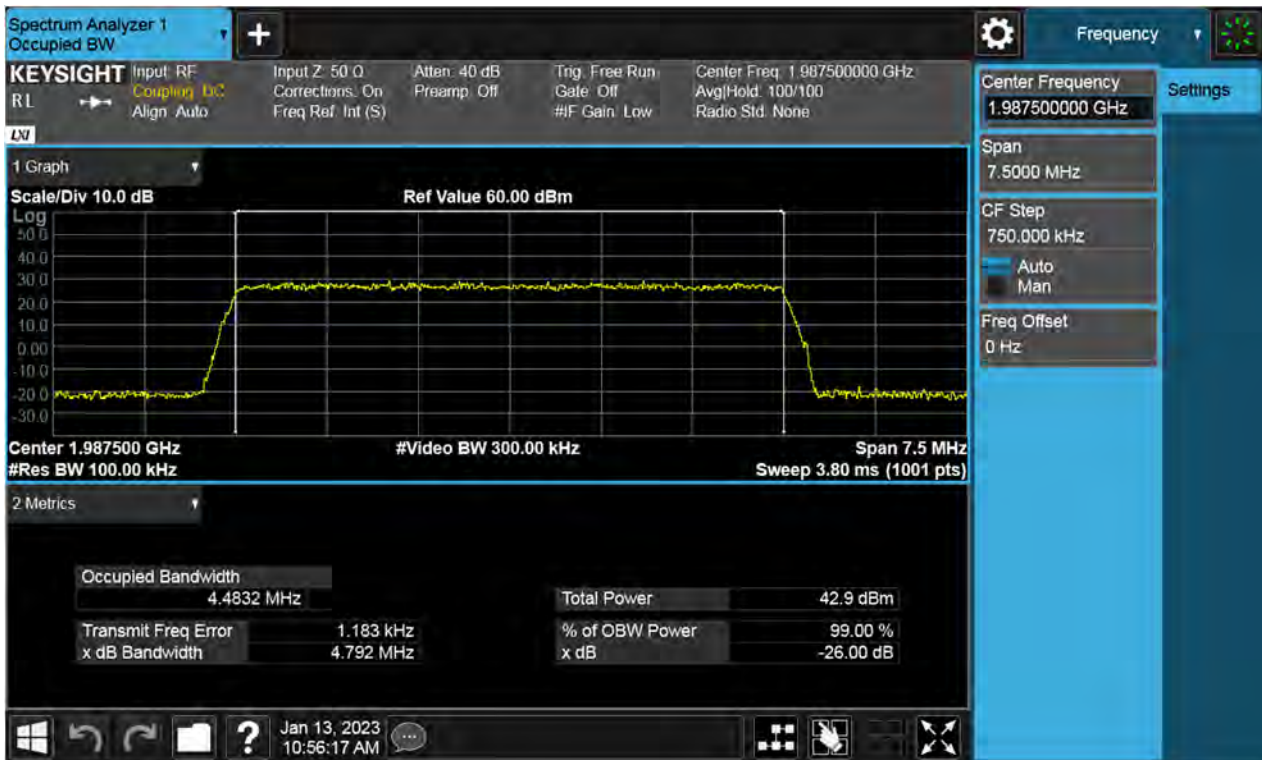 Spectrum Analyzer 1
Occupied BW
+
Frequency
KEYSIGHT
RL
LXI
Input: RF
Coupling: DC
Align: Auto
Input Z: 50 Ω
Corrections: On
Freq Ref: Int (S)
Atten: 40 dB
Preamp: Off
Trig: Free Run
Gate: Off
#IF Gain: Low
Center Freq: 1.987500000 GHz
Avg|Hold: 100/100
Radio Std: None
Center Frequency
1.987500000 GHz
Settings
Span
7.5000 MHz
CF Step
750.000 kHz
Auto
Man
Freq Offset
0 Hz
1 Graph
Scale/Div 10.0 dB
Ref Value 60.00 dBm
Log
50.0
40.0
30.0
20.0
10.0
0.00
-10.0
-20.0
-30.0
Center 1.987500 GHz
#Video BW 300.00 kHz
Span 7.5 MHz
#Res BW 100.00 kHz
Sweep 3.80 ms (1001 pts)
2 Metrics
Occupied Bandwidth
4.4832 MHz
Total Power 42.9 dBm
Transmit Freq Error 1.183 kHz
% of OBW Power 99.00 %
x dB Bandwidth 4.792 MHz
x dB -26.00 dB
?
Jan 13, 2023
10:56:17 AM